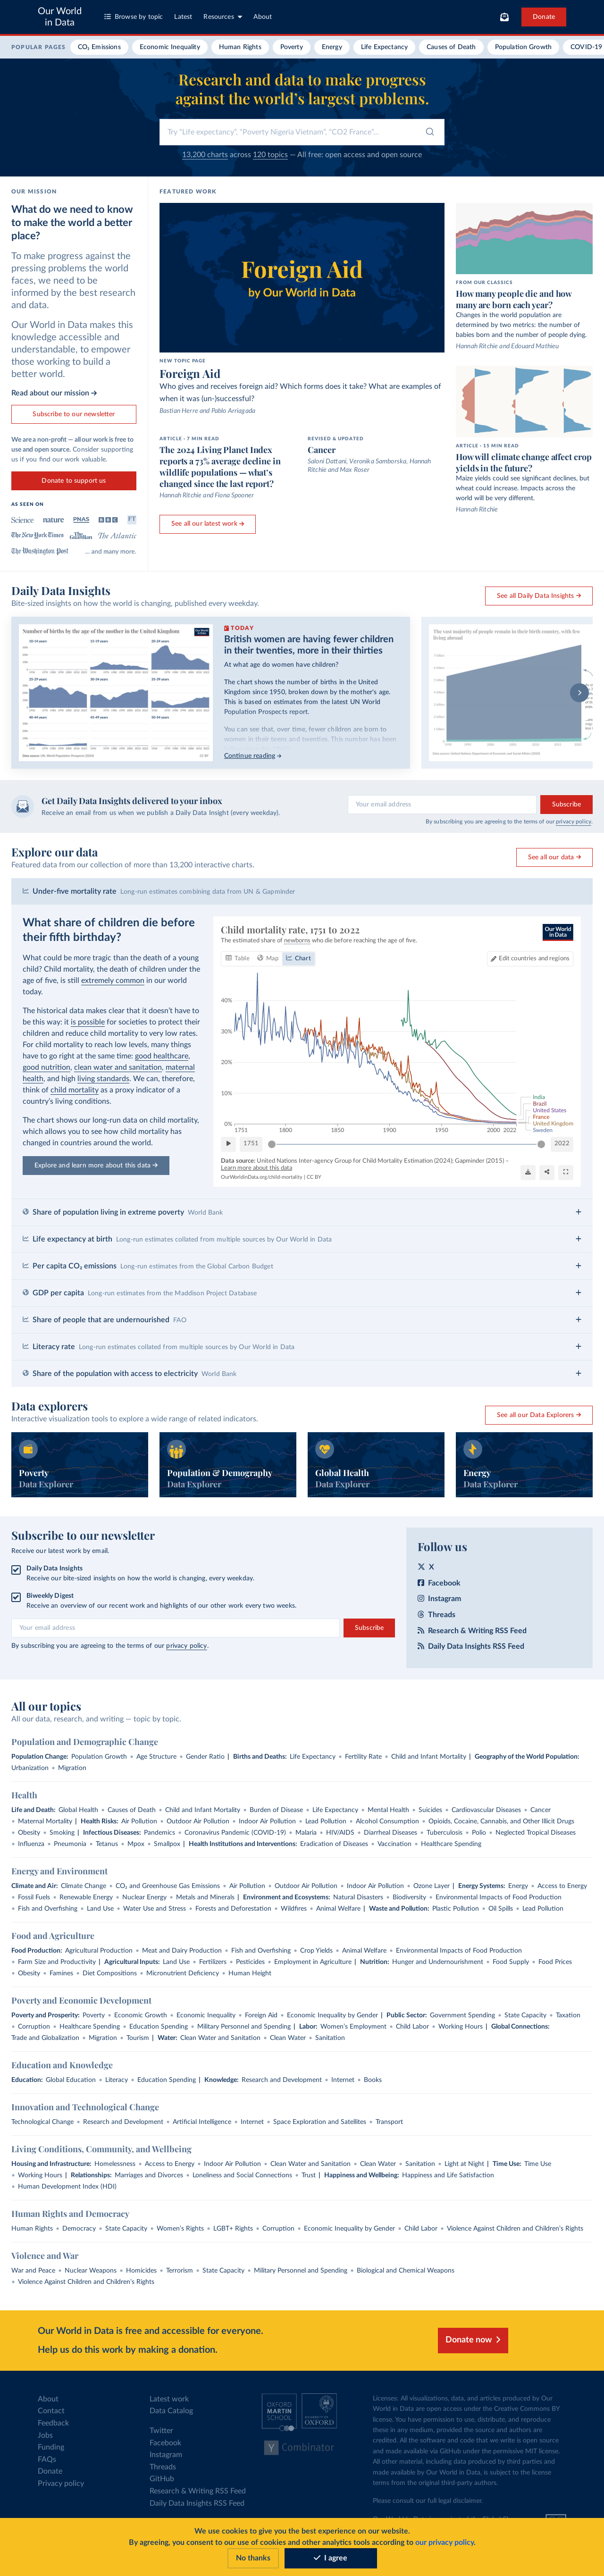 Our World
in Data
Browse by topic
Latest
Resources
About
Donate
POPULAR PAGES
CO₂ Emissions
Economic Inequality
Human Rights
Poverty
Energy
Life Expectancy
Causes of Death
Population Growth
COVID-19
Research and data to make progress
against the world's largest problems.
Try "Life expectancy", "Poverty Nigeria Vietnam", "CO2 France"...
13,200 charts across 120 topics — All free: open access and open source
OUR MISSION
What do we need to know
to make the world a better
place?
To make progress against the
pressing problems the world
faces, we need to be
informed by the best research
and data.
Our World in Data makes this
knowledge accessible and
understandable, to empower
those working to build a
better world.
Read about our mission →
Subscribe to our newsletter
We are a non-profit — all our work is free to
use and open source. Consider supporting
us if you find our work valuable.
Donate to support us
AS SEEN ON
Science
nature
PNAS
BBC
FT
The New York Times
The Guardian
The Atlantic
The Washington Post
... and many more.
FEATURED WORK
Foreign Aid
by Our World in Data
NEW TOPIC PAGE
Foreign Aid
Who gives and receives foreign aid? Which forms does it take? What are examples of
when it was (un-)successful?
Bastian Herre and Pablo Arriagada
ARTICLE · 7 MIN READ
The 2024 Living Planet Index
reports a 73% average decline in
wildlife populations — what's
changed since the last report?
Hannah Ritchie and Fiona Spooner
REVISED & UPDATED
Cancer
Saloni Dattani, Veronika Samborska, Hannah
Ritchie and Max Roser
See all our latest work →
FROM OUR CLASSICS
How many people die and how
many are born each year?
Changes in the world population are
determined by two metrics: the number of
babies born and the number of people dying.
Hannah Ritchie and Edouard Mathieu
ARTICLE · 15 MIN READ
How will climate change affect crop
yields in the future?
Maize yields could see significant declines, but
wheat could increase. Impacts across the
world will be very different.
Hannah Ritchie
Daily Data Insights
Bite-sized insights on how the world is changing, published every weekday.
See all Daily Data Insights →
Number of births by the age of the mother in the United Kingdom
TODAY
British women are having fewer children
in their twenties, more in their thirties
At what age do women have children?
The chart shows the number of births in the United
Kingdom since 1950, broken down by the mother's age.
This is based on estimates from the latest UN World
Population Prospects report.
You can see that, over time, fewer children are born to
women in their teens and twenties. This number has been
Continue reading →
The vast majority of people remain in their birth country, with few
living abroad
Get Daily Data Insights delivered to your inbox
Receive an email from us when we publish a Daily Data Insight (every weekday).
Your email address
Subscribe
By subscribing you are agreeing to the terms of our privacy policy.
Explore our data
Featured data from our collection of more than 13,200 interactive charts.
See all our data →
Under-five mortality rate Long-run estimates combining data from UN & Gapminder
What share of children die before
their fifth birthday?
What could be more tragic than the death of a young
child? Child mortality, the death of children under the
age of five, is still extremely common in our world
today.
The historical data makes clear that it doesn't have to
be this way: it is possible for societies to protect their
children and reduce child mortality to very low rates.
For child mortality to reach low levels, many things
have to go right at the same time: good healthcare,
good nutrition, clean water and sanitation, maternal
health, and high living standards. We can, therefore,
think of child mortality as a proxy indicator of a
country's living conditions.
The chart shows our long-run data on child mortality,
which allows you to see how child mortality has
changed in countries around the world.
Explore and learn more about this data →
Child mortality rate, 1751 to 2022
The estimated share of newborns who die before reaching the age of five.
Our World
in Data
Table
Map
Chart
Edit countries and regions
40%
30%
20%
10%
0%
1751
1800
1850
1900
1950
2000
2022
India
Brazil
United States
France
United Kingdom
Sweden
1751
2022
Data source: United Nations Inter-agency Group for Child Mortality Estimation (2024); Gapminder (2015) –
Learn more about this data
OurWorldInData.org/child-mortality | CC BY
Share of population living in extreme poverty World Bank +
Life expectancy at birth Long-run estimates collated from multiple sources by Our World in Data +
Per capita CO₂ emissions Long-run estimates from the Global Carbon Budget +
GDP per capita Long-run estimates from the Maddison Project Database +
Share of people that are undernourished FAO +
Literacy rate Long-run estimates collated from multiple sources by Our World in Data +
Share of the population with access to electricity World Bank +
Data explorers
Interactive visualization tools to explore a wide range of related indicators.
See all our Data Explorers →
Poverty
Data Explorer
Population & Demography
Data Explorer
Global Health
Data Explorer
Energy
Data Explorer
Subscribe to our newsletter
Receive our latest work by email.
Daily Data Insights
Receive our bite-sized insights on how the world is changing, every weekday.
Biweekly Digest
Receive an overview of our recent work and highlights of our other work every two weeks.
Your email address
Subscribe
By subscribing you are agreeing to the terms of our privacy policy.
Follow us
X
Facebook
Instagram
Threads
Research & Writing RSS Feed
Daily Data Insights RSS Feed
All our topics
All our data, research, and writing — topic by topic.
Population and Demographic Change
Population Change: Population Growth • Age Structure • Gender Ratio | Births and Deaths: Life Expectancy • Fertility Rate • Child and Infant Mortality | Geography of the World Population:
Urbanization • Migration
Health
Life and Death: Global Health • Causes of Death • Child and Infant Mortality • Burden of Disease • Life Expectancy • Mental Health • Suicides • Cardiovascular Diseases • Cancer
• Maternal Mortality | Health Risks: Air Pollution • Outdoor Air Pollution • Indoor Air Pollution • Lead Pollution • Alcohol Consumption • Opioids, Cocaine, Cannabis, and Other Illicit Drugs
• Obesity • Smoking | Infectious Diseases: Pandemics • Coronavirus Pandemic (COVID-19) • Malaria • HIV/AIDS • Diarrheal Diseases • Tuberculosis • Polio • Neglected Tropical Diseases
• Influenza • Pneumonia • Tetanus • Mpox • Smallpox | Health Institutions and Interventions: Eradication of Diseases • Vaccination • Healthcare Spending
Energy and Environment
Climate and Air: Climate Change • CO₂ and Greenhouse Gas Emissions • Air Pollution • Outdoor Air Pollution • Indoor Air Pollution • Ozone Layer | Energy Systems: Energy • Access to Energy
• Fossil Fuels • Renewable Energy • Nuclear Energy • Metals and Minerals | Environment and Ecosystems: Natural Disasters • Biodiversity • Environmental Impacts of Food Production
• Fish and Overfishing • Land Use • Water Use and Stress • Forests and Deforestation • Wildfires • Animal Welfare | Waste and Pollution: Plastic Pollution • Oil Spills • Lead Pollution
Food and Agriculture
Food Production: Agricultural Production • Meat and Dairy Production • Fish and Overfishing • Crop Yields • Animal Welfare • Environmental Impacts of Food Production
• Farm Size and Productivity | Agricultural Inputs: Land Use • Fertilizers • Pesticides • Employment in Agriculture | Nutrition: Hunger and Undernourishment • Food Supply • Food Prices
• Obesity • Famines • Diet Compositions • Micronutrient Deficiency • Human Height
Poverty and Economic Development
Poverty and Prosperity: Poverty • Economic Growth • Economic Inequality • Foreign Aid • Economic Inequality by Gender | Public Sector: Government Spending • State Capacity • Taxation
• Corruption • Healthcare Spending • Education Spending • Military Personnel and Spending | Labor: Women's Employment • Child Labor • Working Hours | Global Connections:
Trade and Globalization • Migration • Tourism | Water: Clean Water and Sanitation • Clean Water • Sanitation
Education and Knowledge
Education: Global Education • Literacy • Education Spending | Knowledge: Research and Development • Internet • Books
Innovation and Technological Change
Technological Change • Research and Development • Artificial Intelligence • Internet • Space Exploration and Satellites • Transport
Living Conditions, Community, and Wellbeing
Housing and Infrastructure: Homelessness • Access to Energy • Indoor Air Pollution • Clean Water and Sanitation • Clean Water • Sanitation • Light at Night | Time Use: Time Use
• Working Hours | Relationships: Marriages and Divorces • Loneliness and Social Connections • Trust | Happiness and Wellbeing: Happiness and Life Satisfaction
• Human Development Index (HDI)
Human Rights and Democracy
Human Rights • Democracy • State Capacity • Women's Rights • LGBT+ Rights • Corruption • Economic Inequality by Gender • Child Labor • Violence Against Children and Children's Rights
Violence and War
War and Peace • Nuclear Weapons • Homicides • Terrorism • State Capacity • Military Personnel and Spending • Biological and Chemical Weapons
• Violence Against Children and Children's Rights
Our World in Data is free and accessible for everyone.
Help us do this work by making a donation.
Donate now
About
Contact
Feedback
Jobs
Funding
FAQs
Donate
Privacy policy
Latest work
Data Catalog
Twitter
Facebook
Instagram
Threads
GitHub
Research & Writing RSS Feed
Daily Data Insights RSS Feed
OXFORD
MARTIN
SCHOOL
UNIVERSITY OF
OXFORD
Y Combinator
Licenses: All visualizations, data, and articles produced by Our
World in Data are open access under the Creative Commons BY
license. You have permission to use, distribute, and reproduce
these in any medium, provided the source and authors are
credited. All the software and code that we write is open source
and made available via GitHub under the permissive MIT license.
All other material, including data produced by third parties and
made available by Our World in Data, is subject to the license
terms from the original third-party authors.
Please consult our full legal disclaimer.
We use cookies to give you the best experience on our website.
By agreeing, you consent to our use of cookies and other analytics tools according to our privacy policy.
No thanks
I agree